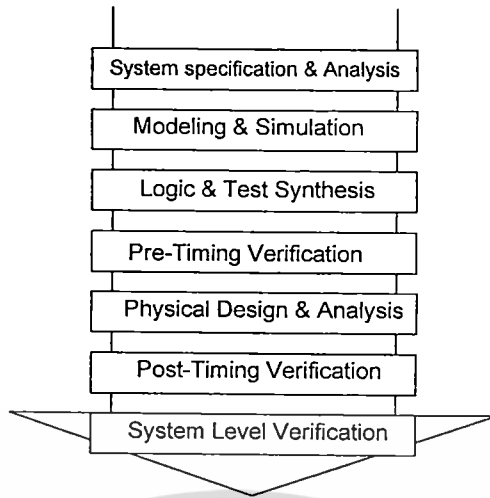 System specification & Analysis
Modeling & Simulation
Logic & Test Synthesis
Pre-Timing Verification
Physical Design & Analysis
Post-Timing Verification
System Level Verification